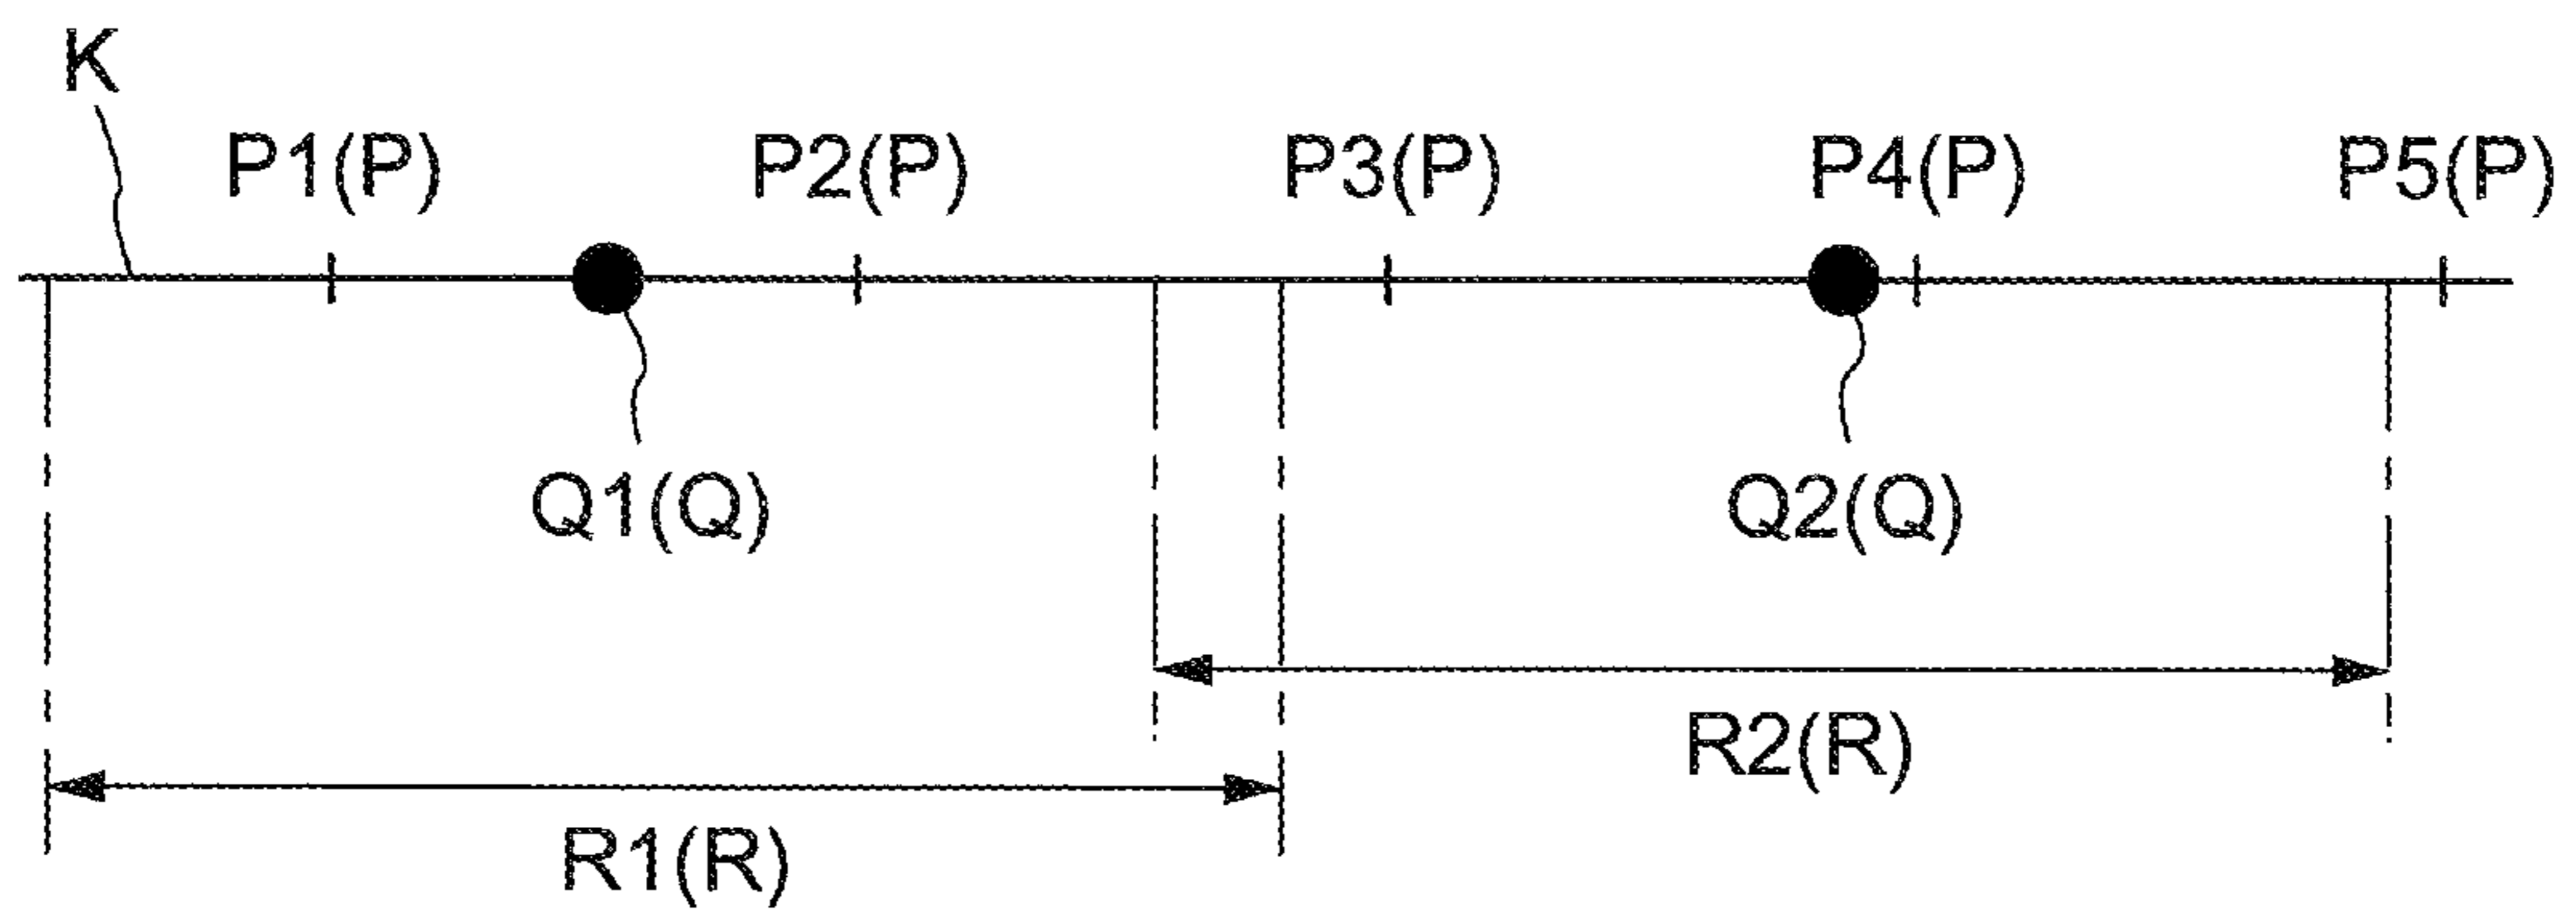 K
P1(P) P2(P) P3(P) P4(P) P5(P)
Q1(Q) Q2(Q)
R2(R)
R1(R)